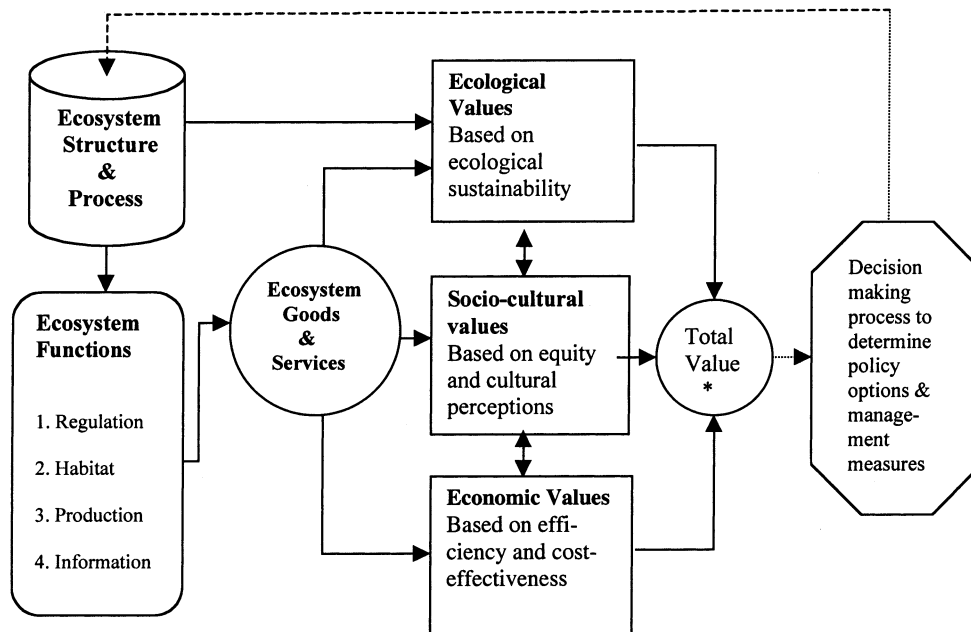 Ecosystem
Structure
&
Process
Ecosystem
Functions
1. Regulation
2. Habitat
3. Production
4. Information
Ecosystem
Goods
&
Services
Ecological
Values
Based on
ecological
sustainability
Socio-cultural
values
Based on equity
and cultural
perceptions
Economic Values
Based on effi-
ciency and cost-
effectiveness
Total
Value
*
Decision
making
process to
determine
policy
options &
manage-
ment
measures